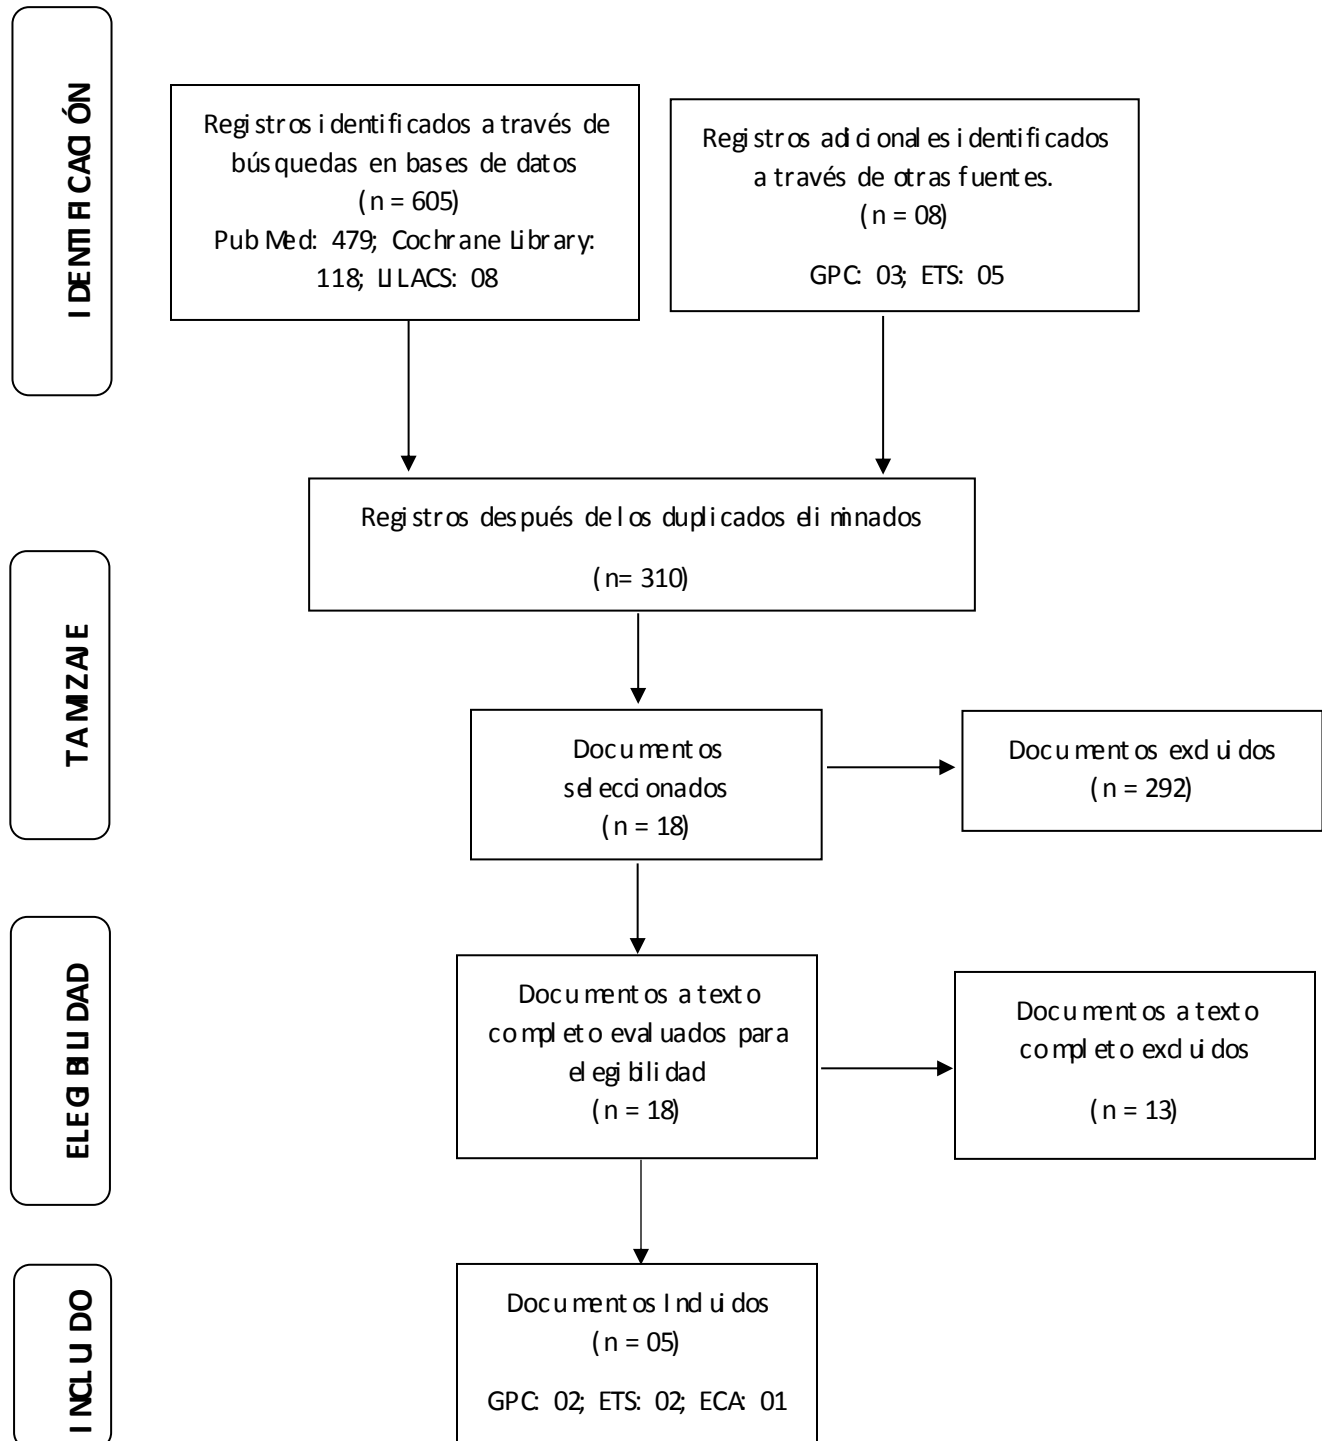 IDENTIFICACIÓN
Registros identificados a través de
búsquedas en bases de datos
(n = 605)
PubMed: 479; Cochrane Library:
118; LILACS: 08
Registros adicionales identificados
a través de otras fuentes.
(n = 08)
GPC: 03; ETS: 05
Registros después de los duplicados eliminados
(n= 310)
TAMIZAJE
Documentos
seleccionados
(n = 18)
Documentos excluidos
(n = 292)
ELEGIBILIDAD
Documentos a texto
completo evaluados para
elegibilidad
(n = 18)
Documentos a texto
completo excluidos
(n = 13)
INCLUIDO
Documentos Incluidos
(n = 05)
GPC: 02; ETS: 02; ECA: 01